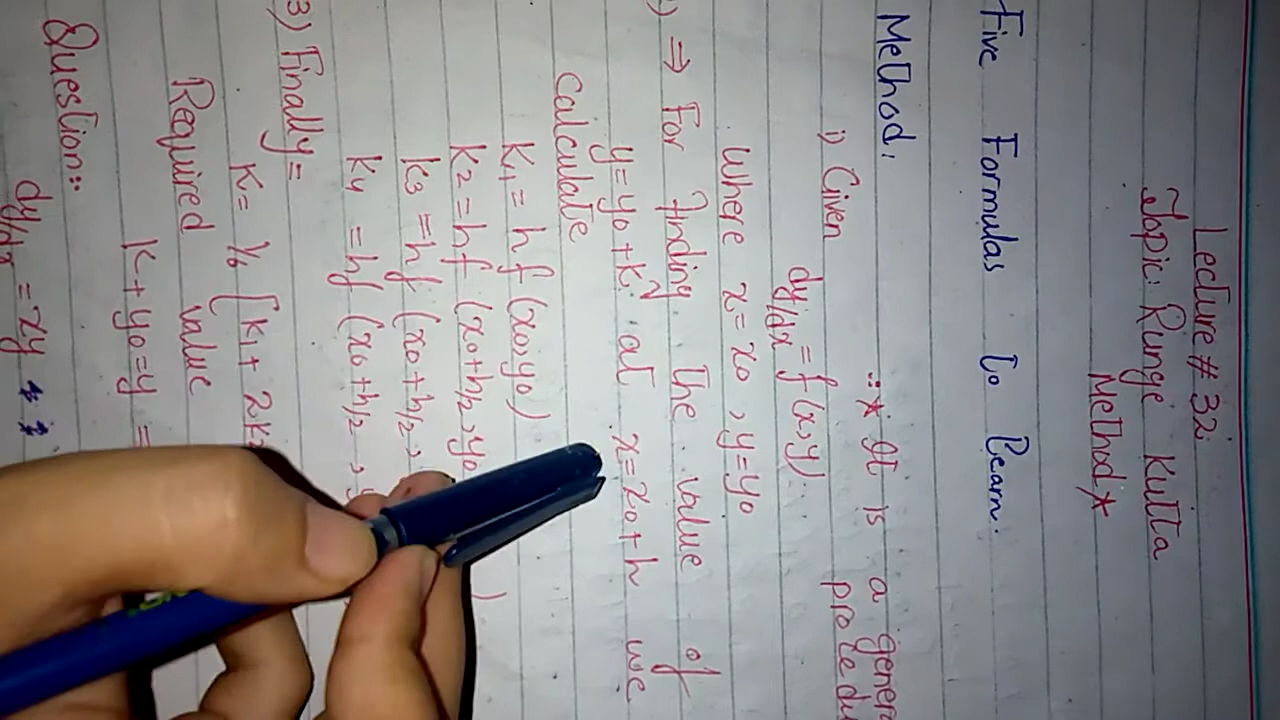 Lecture # 32
Topic: Runge Kutta
Method *
Five Formulas To Learn.
Method.
∴ * It is a gener
i) Given
procedu
dy/dx = f(x,y)
Where x=x0, y=y0
) ⇒ For finding the value of
y=y0+k at x=x0+h we
calculate
K1= hf (x0,y0)
K2=hf (x0+h/2,y0 )
K3 =hf (x0+h/2,
K4 =hf (x0+h/2,
3) Finally=
K= 1/6 [K1+ 2K2
Required value
K+y0=y =
Question:
dy/dx = xy